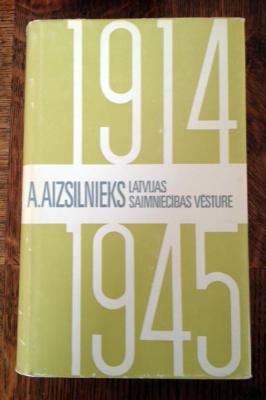 1914
A.AIZSILNIEKS LATVIJAS
SAIMNIECĪBAS VĒSTURE
1945